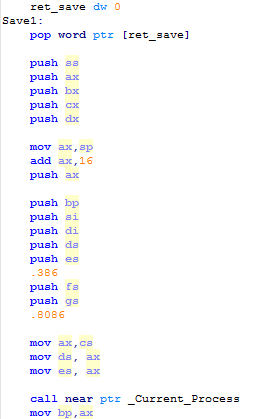 ret_save dw 0
Save1:
pop word ptr [ret_save]
push ss
push ax
push bx
push cx
push dx
mov ax,sp
add ax,16
push ax
push bp
push si
push di
push ds
push es
.386
push fs
push gs
.8086
mov ax,cs
mov ds, ax
mov es, ax
call near ptr _Current_Process
mov bp,ax